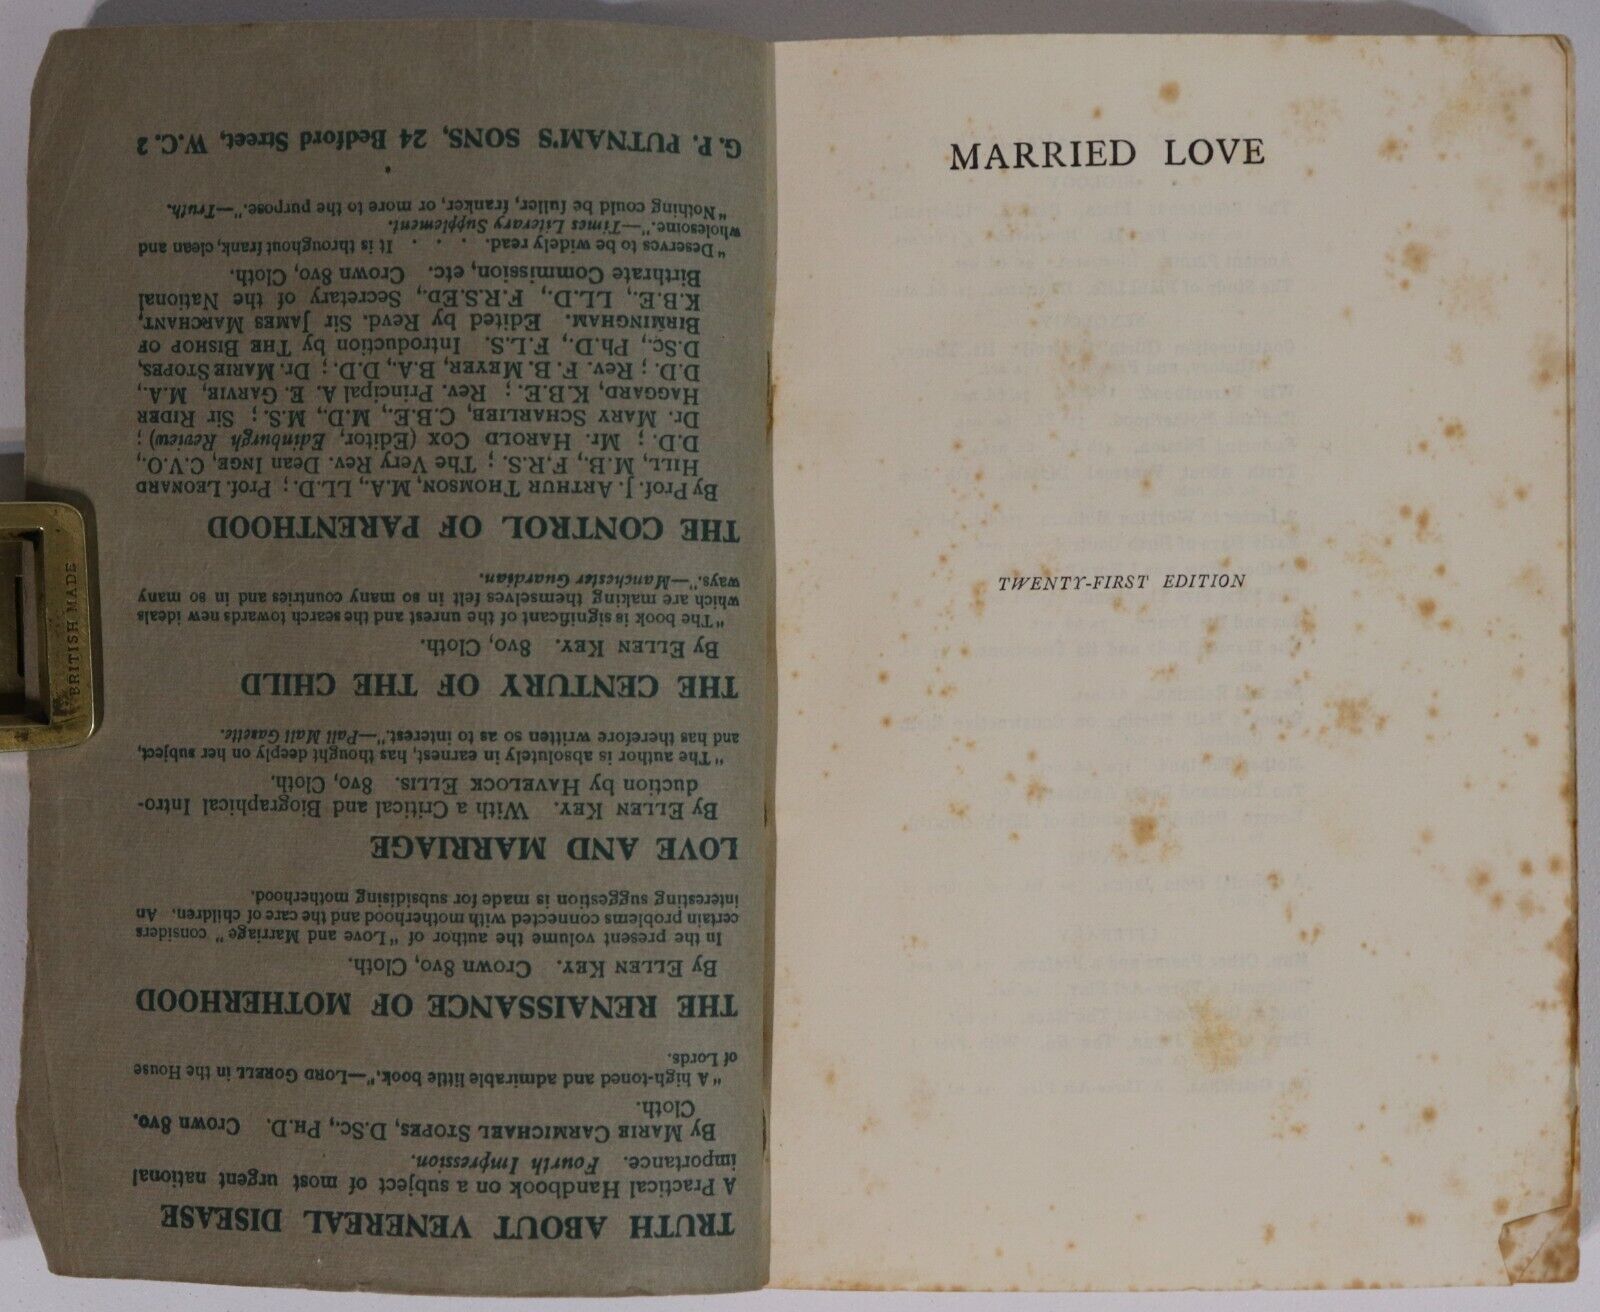 TRUTH ABOUT VENEREAL DISEASE
A Practical Handbook on a subject of most urgent national
importance. Fourth Impression.
By MARIE CARMICHAEL STOPES, D.Sc., PH.D. Crown 8vo.
Cloth.
"A high-toned and admirable little book."—LORD GORELL in the House
of Lords.
THE RENAISSANCE OF MOTHERHOOD
By ELLEN KEY. Crown 8vo, Cloth.
In the present volume the author of "Love and Marriage" considers
certain problems connected with motherhood and the care of children. An
interesting suggestion is made for subsidising motherhood.
LOVE AND MARRIAGE
By ELLEN KEY. With a Critical and Biographical Intro-
duction by HAVELOCK ELLIS. 8vo, Cloth.
"The author is absolutely in earnest, has thought deeply on her subject,
and has therefore written so as to interest."—Pall Mall Gazette.
THE CENTURY OF THE CHILD
By ELLEN KEY. 8vo, Cloth.
"The book is significant of the unrest and the search towards new ideals
which are making themselves felt in so many countries and in so many
ways."—Manchester Guardian.
THE CONTROL OF PARENTHOOD
By Prof. J. ARTHUR THOMSON, M.A., LL.D.; Prof. LEONARD
HILL, M.B., F.R.S.; The Very Rev. Dean INGE, C.V.O.,
D.D.; Mr. HAROLD COX (Editor, Edinburgh Review);
Dr. MARY SCHARLIEB, C.B.E., M.D., M.S.; Sir RIDER
HAGGARD, K.B.E.; Rev. Principal A. E. GARVIE, M.A.,
D.D.; Rev. F. B. MEYER, B.A., D.D.; Dr. MARIE STOPES,
D.Sc., Ph.D., F.L.S. Introduction by THE BISHOP OF
BIRMINGHAM. Edited by Revd. Sir JAMES MARCHANT,
K.B.E., LL.D., F.R.S.ED., Secretary of the National
Birthrate Commission, etc. Crown 8vo, Cloth.
"Deserves to be widely read. . . . It is throughout frank, clean and
wholesome."—Times Literary Supplement.
"Nothing could be fuller, franker, or more to the purpose."—Truth.
G. P. PUTNAM'S SONS, 24 Bedford Street, W.C. 2
BRITISH MADE
MARRIED LOVE
TWENTY-FIRST EDITION